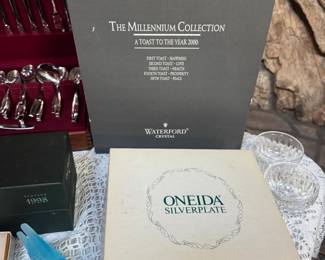 THE MILLENNIUM COLLECTION
A TOAST TO THE YEAR 2000
FIRST TOAST - HAPPINESS
SECOND TOAST - LOVE
THIRD TOAST - HEALTH
FOURTH TOAST - PROSPERITY
FIFTH TOAST - PEACE
WATERFORD
CRYSTAL
1998
ONEIDA
SILVERPLATE